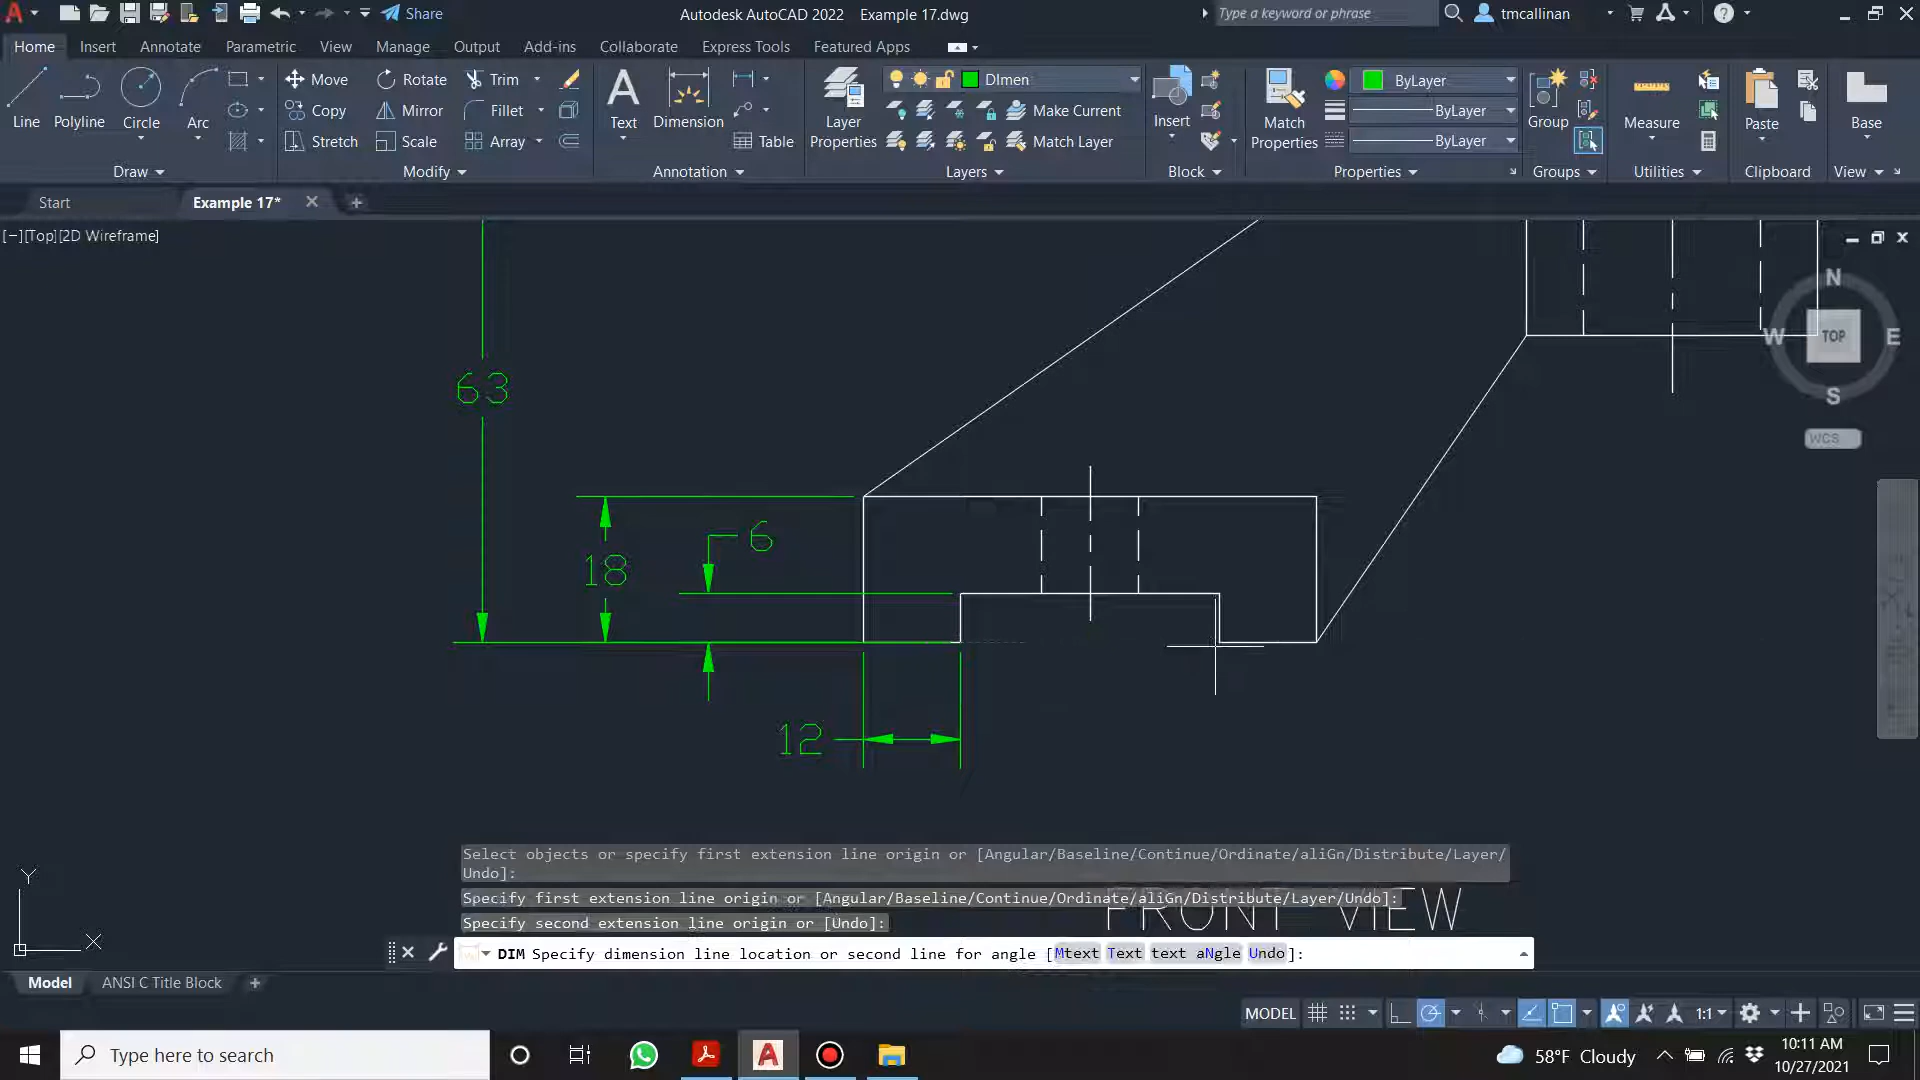 Share
Autodesk AutoCAD 2022 Example 17.dwg
Type a keyword or phrase
tmcallinan
Home Insert Annotate Parametric View Manage Output Add-ins Collaborate Express Tools Featured Apps
Line Polyline Circle Arc
Move Rotate Trim
Copy Mirror Fillet
Stretch Scale Array
Text Dimension Table
Layer Properties
DImen
Make Current
Match Layer
Insert
Match Properties
ByLayer
ByLayer
ByLayer
Group
Measure
Paste
Base
Draw Modify Annotation Layers Block Properties Groups Utilities Clipboard View
Start Example 17*
[−][Top][2D Wireframe]
N
W TOP E
S
WCS
63
6
18
12
Select objects or specify first extension line origin or [Angular/Baseline/Continue/Ordinate/aliGn/Distribute/Layer/
Undo]:
Specify first extension line origin or [Angular/Baseline/Continue/Ordinate/aliGn/Distribute/Layer/Undo]:
FRONT VIEW
Specify second extension line origin or [Undo]:
DIM Specify dimension line location or second line for angle [Mtext Text text aNgle Undo]:
Y
X
Model ANSI C Title Block
MODEL 1:1
Type here to search
58°F Cloudy
10:11 AM
10/27/2021